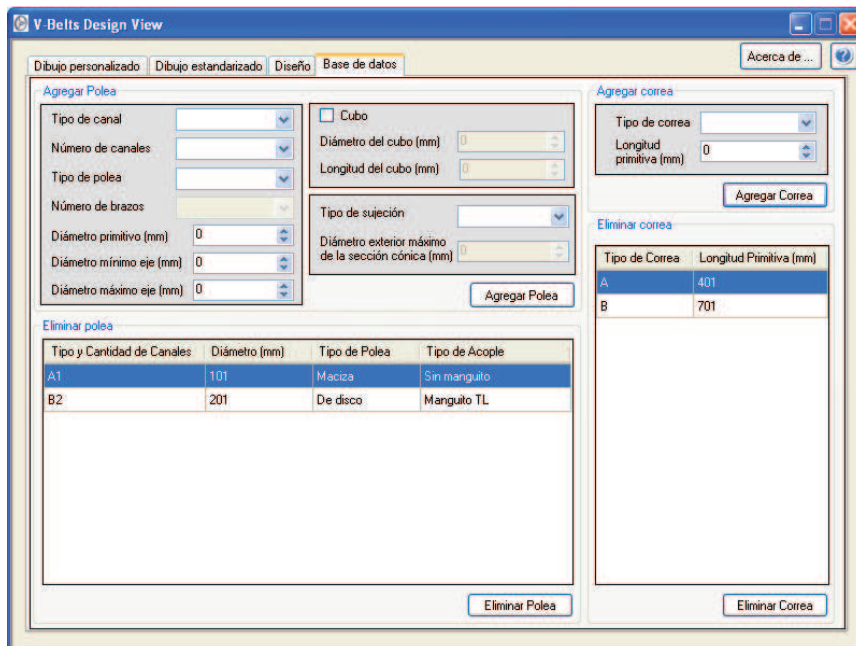 V-Belts Design View
Dibujo personalizado
Dibujo estandarizado
Diseño
Base de datos
Acerca de ...
?
Agregar Polea
Tipo de canal
Número de canales
Tipo de polea
Número de brazos
Diámetro primitivo (mm) 0
Diámetro mínimo eje (mm) 0
Diámetro máximo eje (mm) 0
Cubo
Diámetro del cubo (mm) 0
Longitud del cubo (mm) 0
Tipo de sujeción
Diámetro exterior máximo
de la sección cónica (mm) 0
Agregar Polea
Agregar correa
Tipo de correa
Longitud
primitiva (mm) 0
Agregar Correa
Eliminar polea
Tipo y Cantidad de Canales Diámetro (mm) Tipo de Polea Tipo de Acople
A1 101 Maciza Sin manguito
B2 201 De disco Manguito TL
Eliminar Polea
Eliminar correa
Tipo de Correa Longitud Primitiva (mm)
A 401
B 701
Eliminar Correa